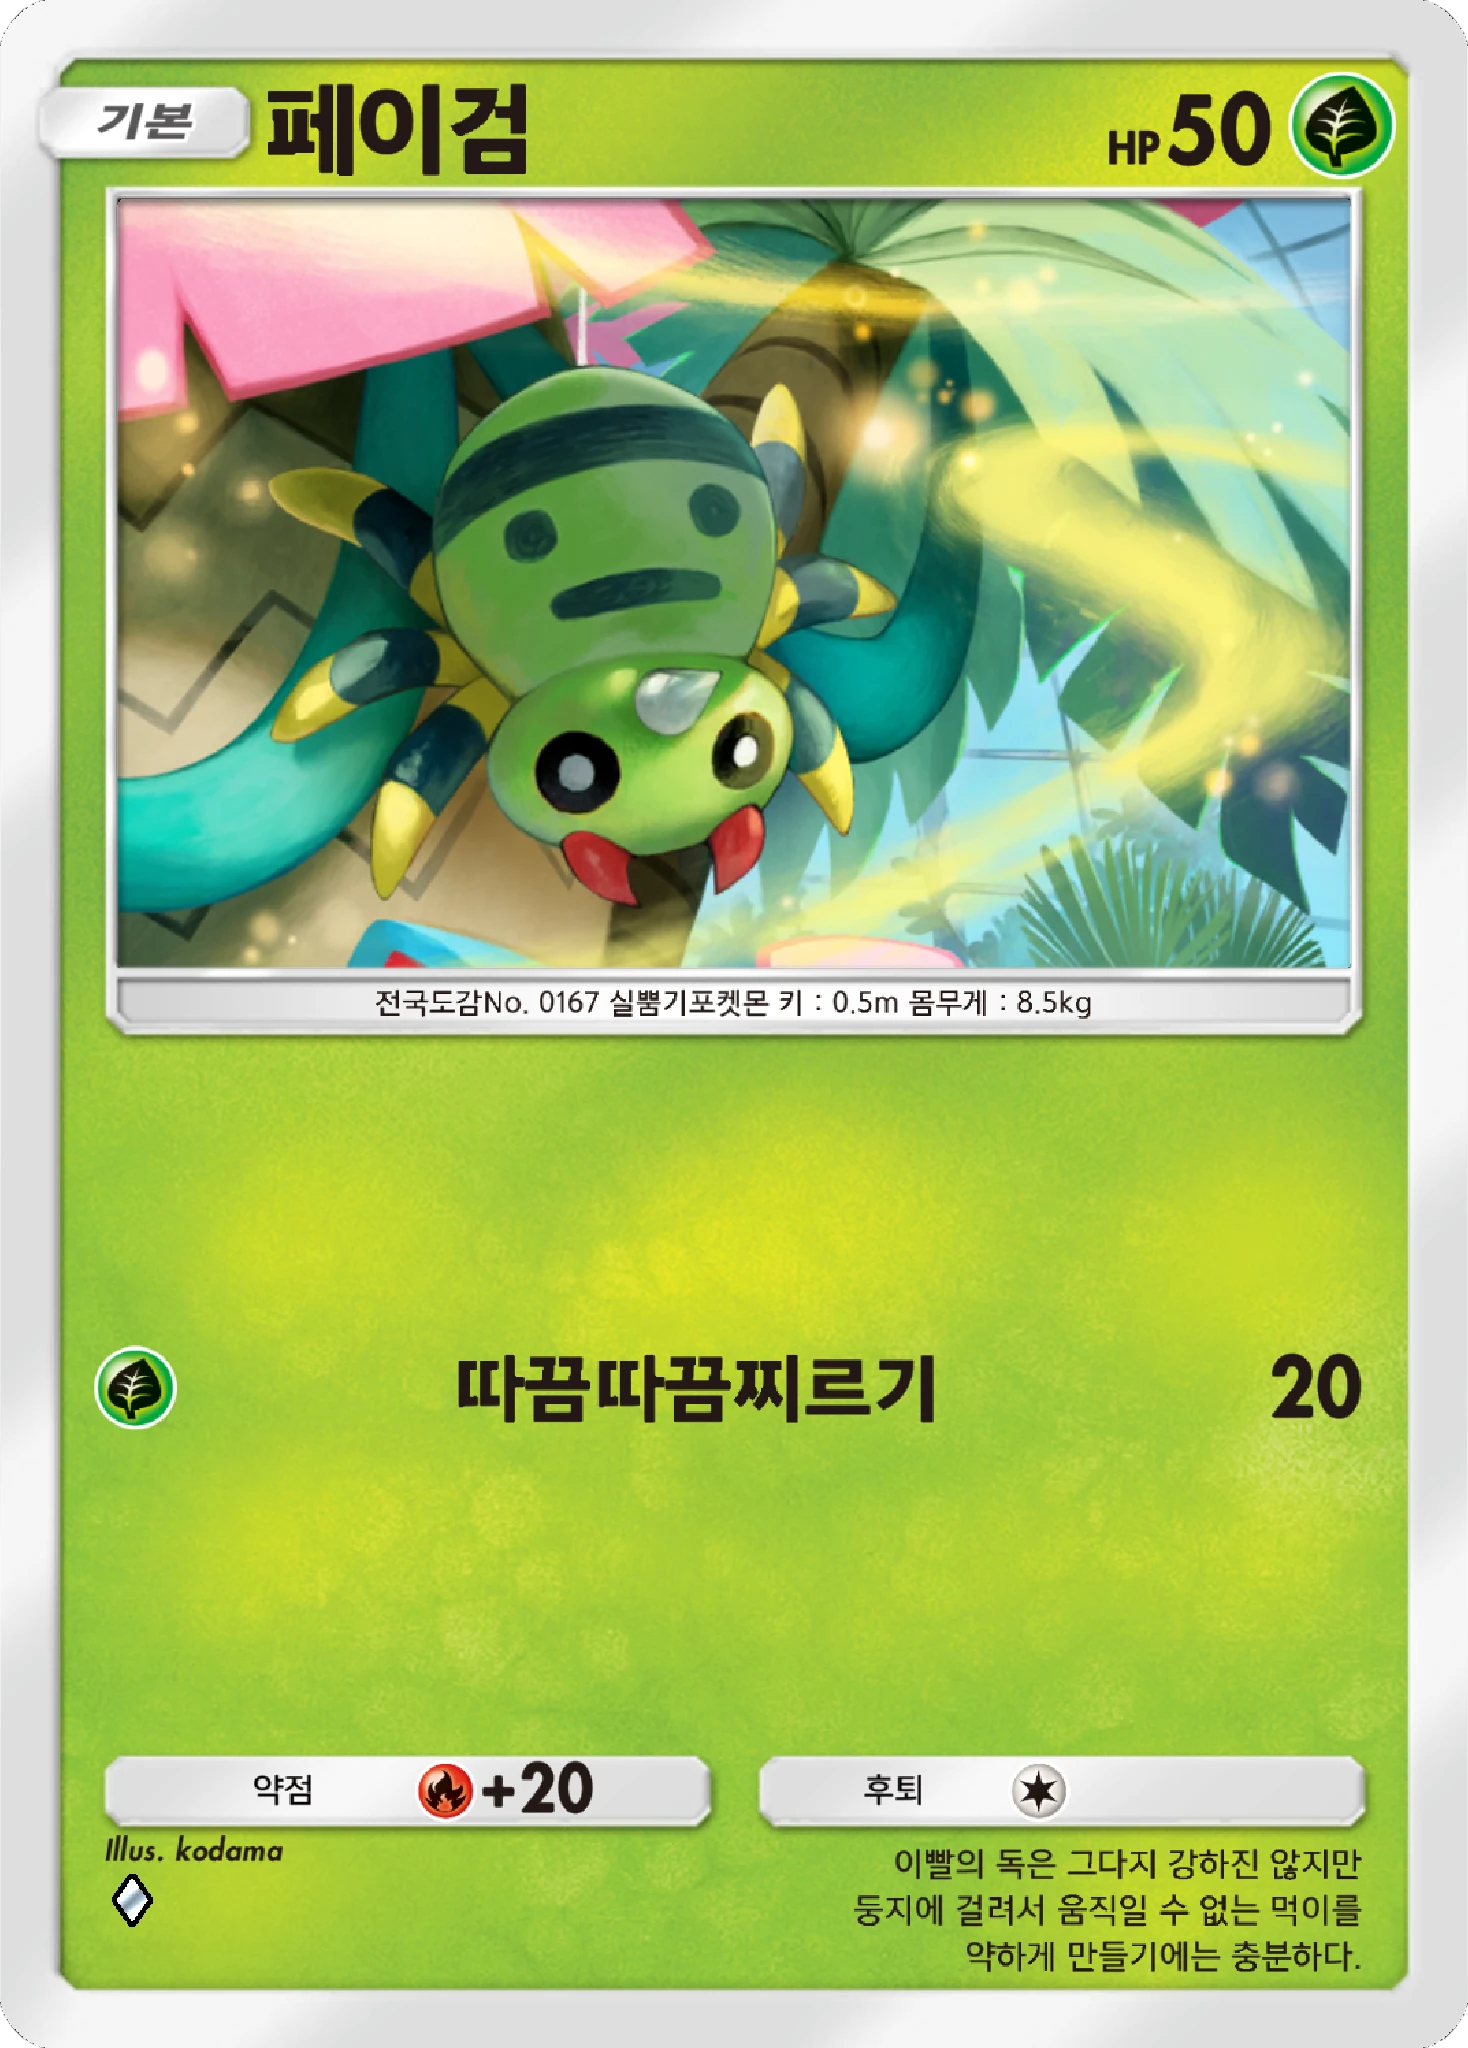 기본
페이검
HP 50
전국도감No. 0167 실뿜기포켓몬 키 : 0.5m 몸무게 : 8.5kg
따끔따끔찌르기 20
약점 +20
후퇴
Illus. kodama
이빨의 독은 그다지 강하진 않지만
둥지에 걸려서 움직일 수 없는 먹이를
약하게 만들기에는 충분하다.